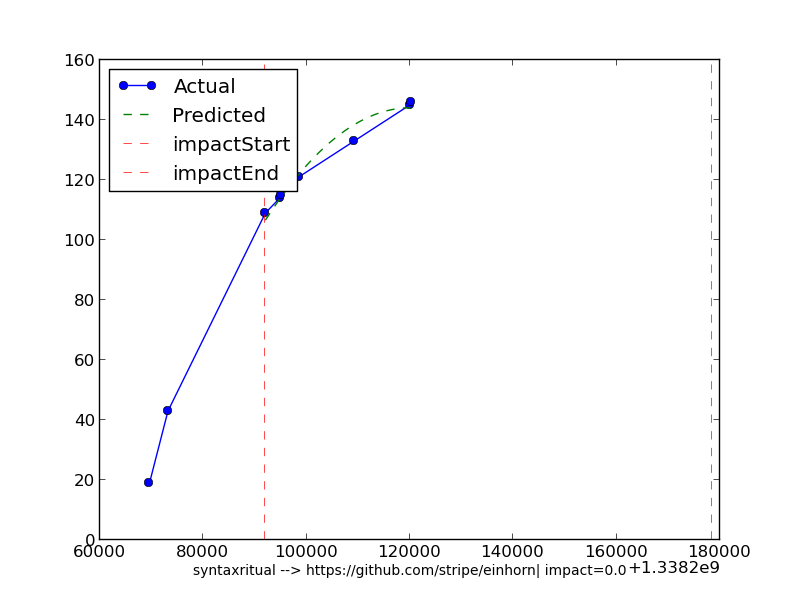 160
140
120
100
80
60
40
20
0
Actual
Predicted
impactStart
impactEnd
60000 80000 100000 120000 140000 160000 180000
syntaxritual --> https://github.com/stripe/einhorn| impact=0.0 +1.3382e9